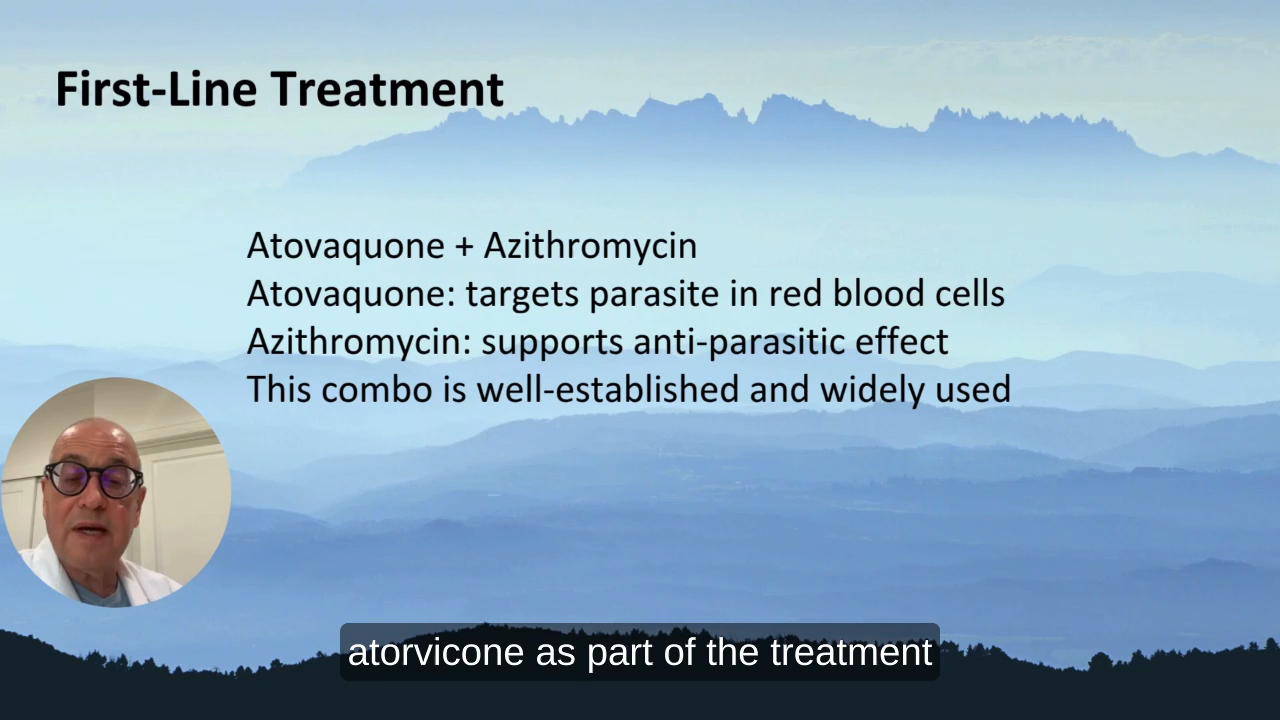 First-Line Treatment
Atovaquone + Azithromycin
Atovaquone: targets parasite in red blood cells
Azithromycin: supports anti-parasitic effect
This combo is well-established and widely used
atorvicone as part of the treatment